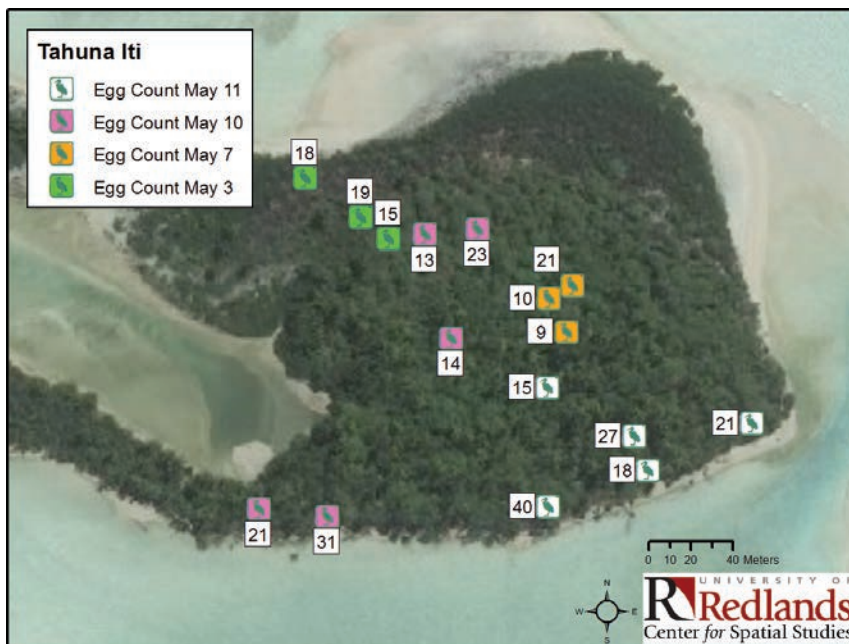 Tahuna Iti
Egg Count May 11
Egg Count May 10
Egg Count May 7
Egg Count May 3
18
19
15
13
23
21
10
9
14
15
27
21
18
40
21
31
0 10 20 40 Meters
N
W E
S
UNIVERSITY OF
R Redlands
Center for Spatial Studies